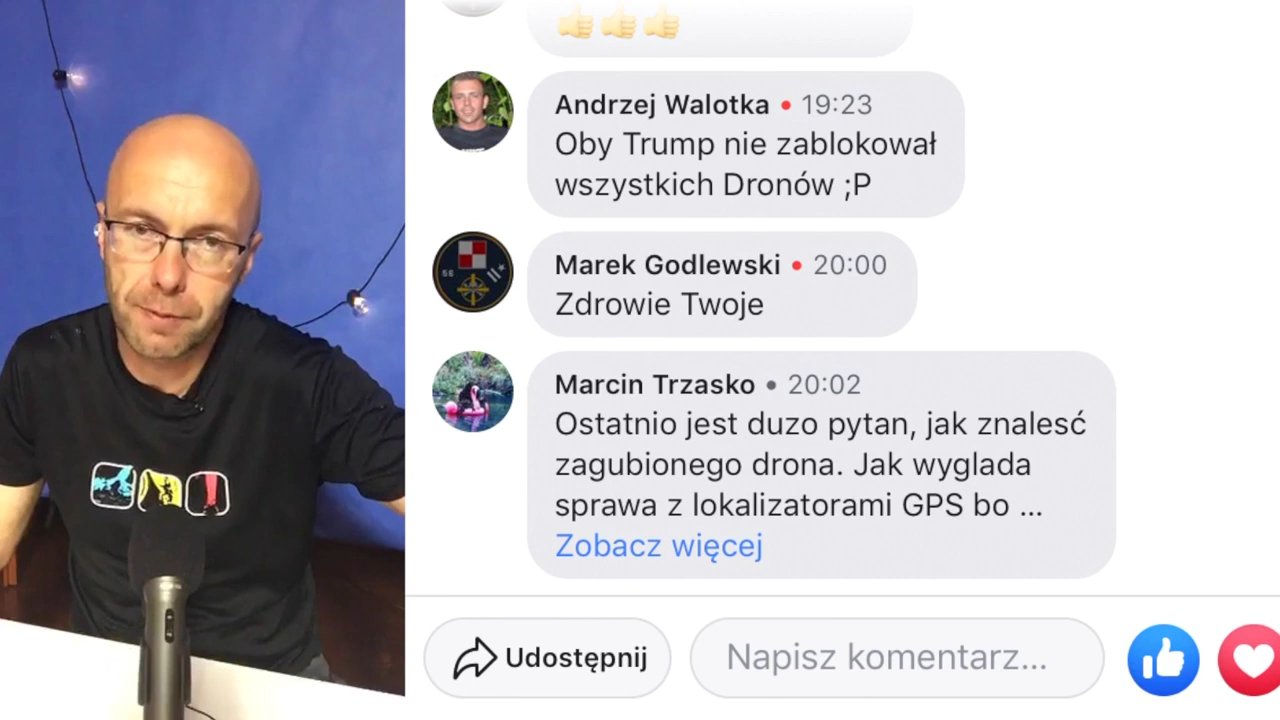 👍👍👍
Andrzej Walotka • 19:23
Oby Trump nie zablokował
wszystkich Dronów ;P
Marek Godlewski • 20:00
Zdrowie Twoje
Marcin Trzasko • 20:02
Ostatnio jest duzo pytan, jak znalesć
zagubionego drona. Jak wyglada
sprawa z lokalizatorami GPS bo ...
Zobacz więcej
Udostępnij
Napisz komentarz...